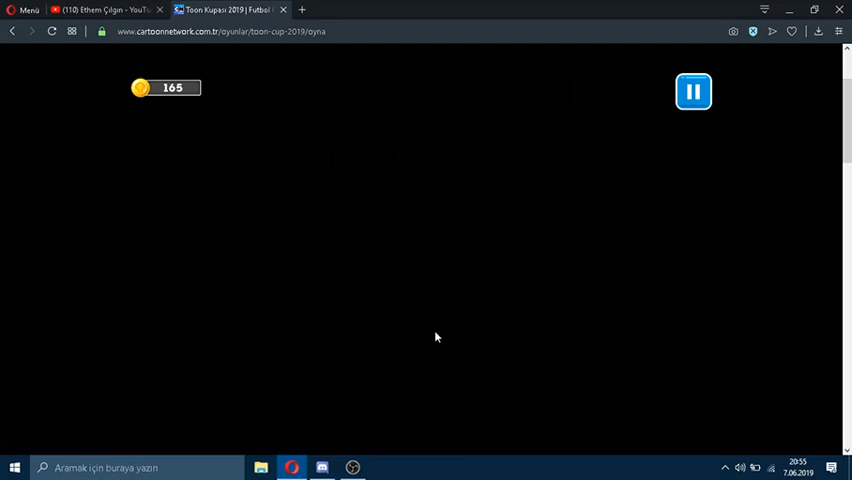 Menü
(110) Ethem Çılgın - YouTu
Toon Kupası 2019 | Futbol
www.cartoonnetwork.com.tr/oyunlar/toon-cup-2019/oyna
165
Aramak için buraya yazın
20:55
7.06.2019